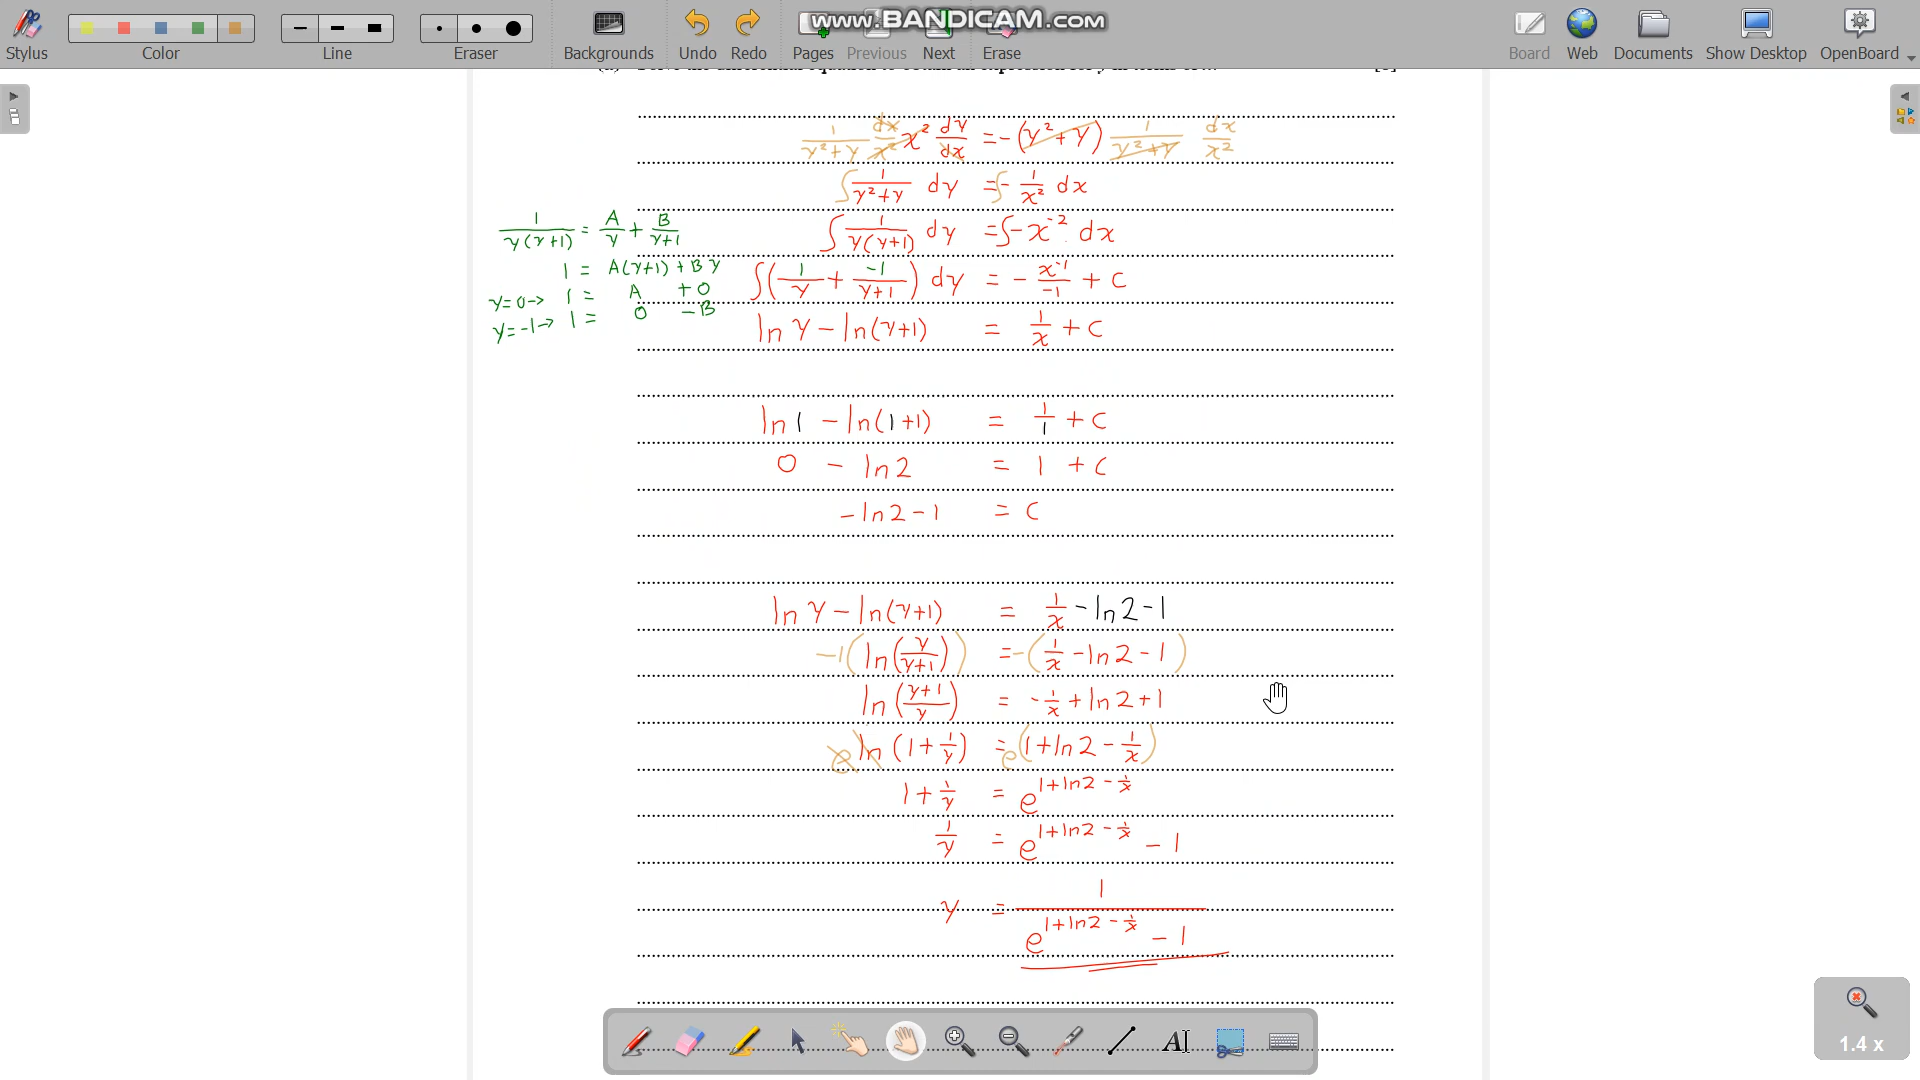 www.BANDICAM.com
Stylus Color Line Eraser Backgrounds Undo Redo Pages Previous Next Erase Board Web Documents Show Desktop OpenBoard
1/(y²+y) dx/x² x² dy/dx = -(y²+y) 1/(y²+y) dx/x²
∫ 1/(y²+y) dy = ∫ - 1/x² dx
∫ 1/(y(y+1)) dy = ∫ -x⁻² dx
1/(y(y+1)) = A/y + B/(y+1)
1 = A(y+1) + By
y=0→ 1 = A + 0
y=-1→ 1 = 0 - B
∫(1/y + -1/(y+1)) dy = - x⁻¹/-1 + C
ln y - ln(y+1) = 1/x + C
ln 1 - ln(1+1) = 1/1 + C
0 - ln2 = 1 + C
-ln2 - 1 = C
ln y - ln(y+1) = 1/x - ln2 - 1
-1(ln(y/(y+1))) = -(1/x - ln2 - 1)
ln((y+1)/y) = -1/x + ln2 + 1
e ln(1 + 1/y) = e(1 + ln2 - 1/x)
1 + 1/y = e^(1+ln2-1/x)
1/y = e^(1+ln2-1/x) - 1
y = 1/(e^(1+ln2-1/x) - 1)
1.4 x